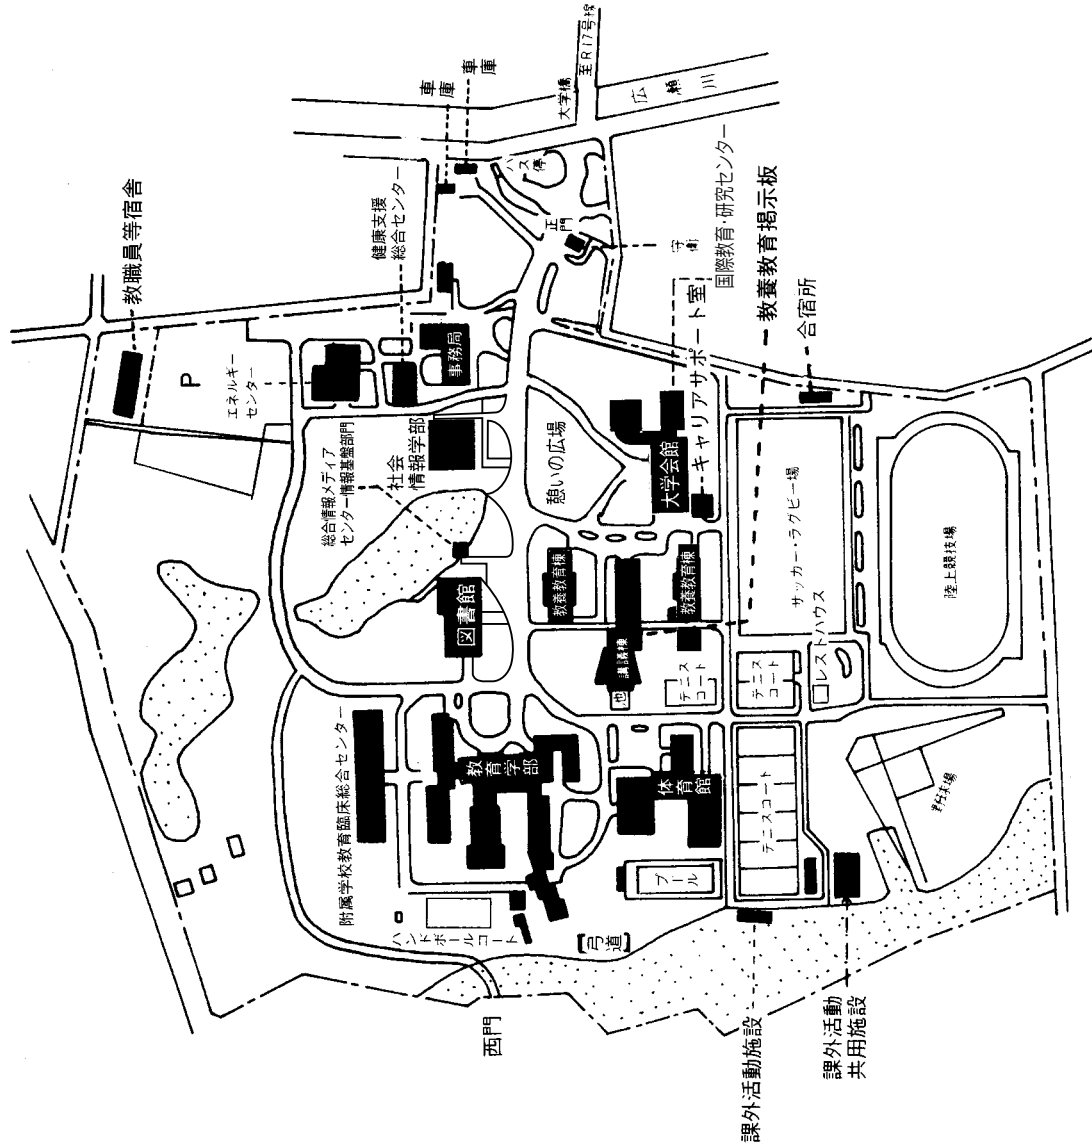 車庫
車庫
大学橋
至R17号線
広瀬川
バス停
正門
守衛
国際教育・研究センター
教養教育掲示板
合宿所
キャリアサポート室
大学会館
憩いの広場
教職員等宿舎
P
エネルギー
センター
健康支援
総合センター
事務局
総合情報メディア
センター情報基盤部門
社会
情報学部
図書館
教養教育棟
教養教育棟
講議棟
池
テニス
コート
テニス
コート
サッカー・ラグビー場
レストハウス
陸上競技場
附属学校教育臨床総合センター
教育学部
体育館
プール
テニスコート
野球場
ハンドボールコート
弓道
西門
課外活動施設
課外活動
共用施設